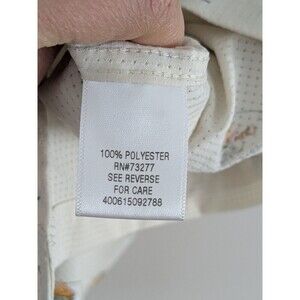 100% POLYESTER
RN#73277
SEE REVERSE
FOR CARE
400615092788